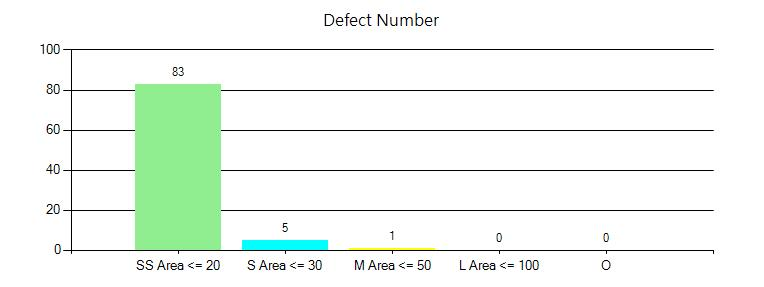 Defect Number
100
80
60
40
20
0
83
5
1
0
0
SS Area <= 20
S Area <= 30
M Area <= 50
L Area <= 100
O